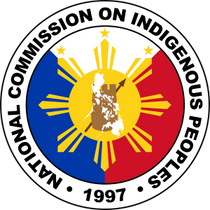 NATIONAL COMMISSION ON INDIGENOUS PEOPLES
• 1997 •